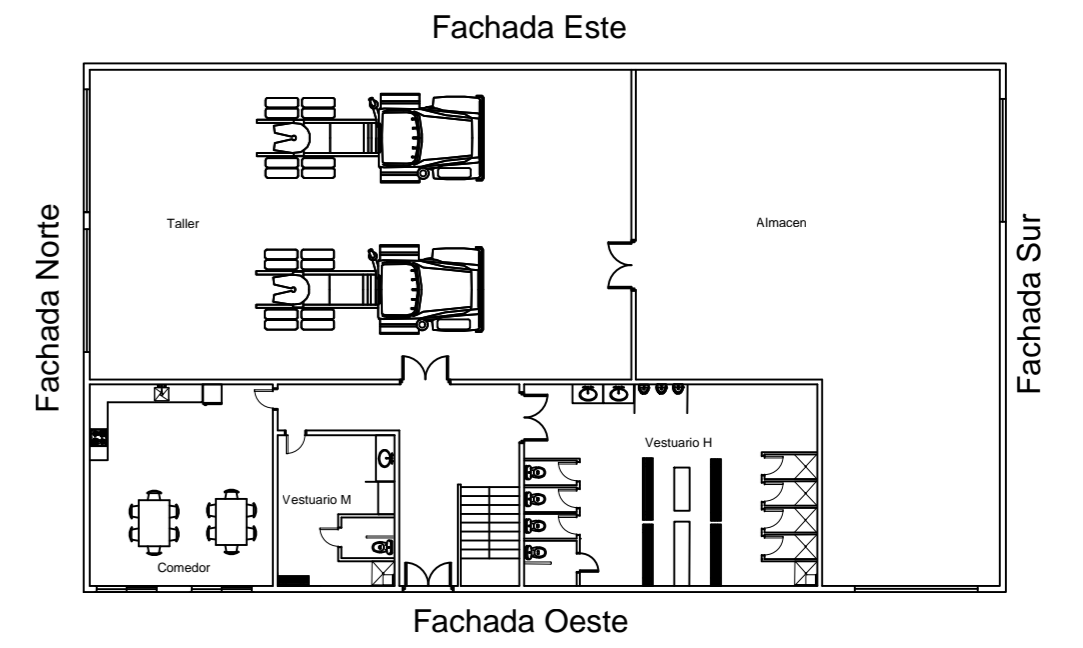 Fachada Este
Fachada Norte
Taller
Almacen
Fachada Sur
Vestuario H
Vestuario M
Comedor
Fachada Oeste